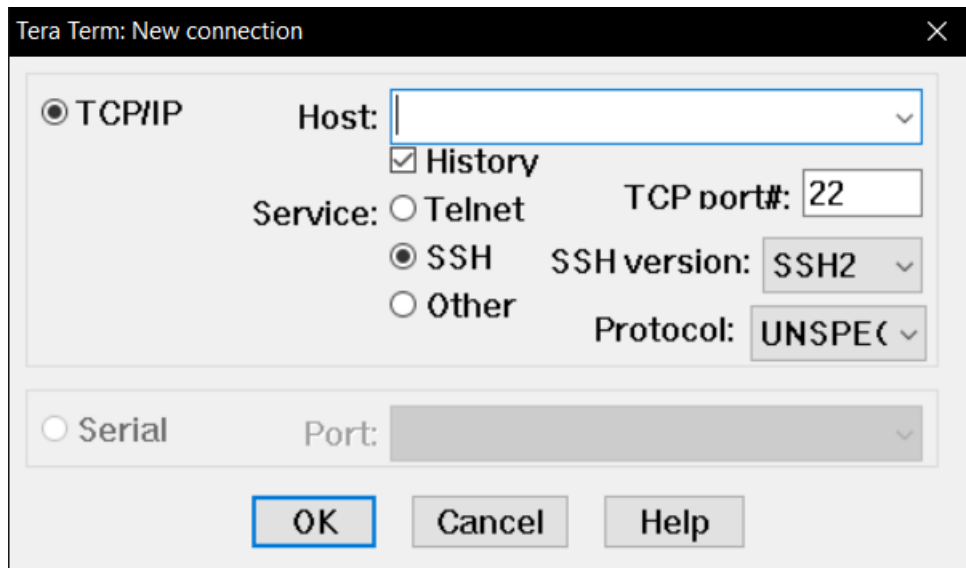 Tera Term: New connection
TCP/IP Host:
History
Service: Telnet TCP port#: 22
SSH SSH version: SSH2
Other
Protocol: UNSPE(
Serial Port:
OK Cancel Help